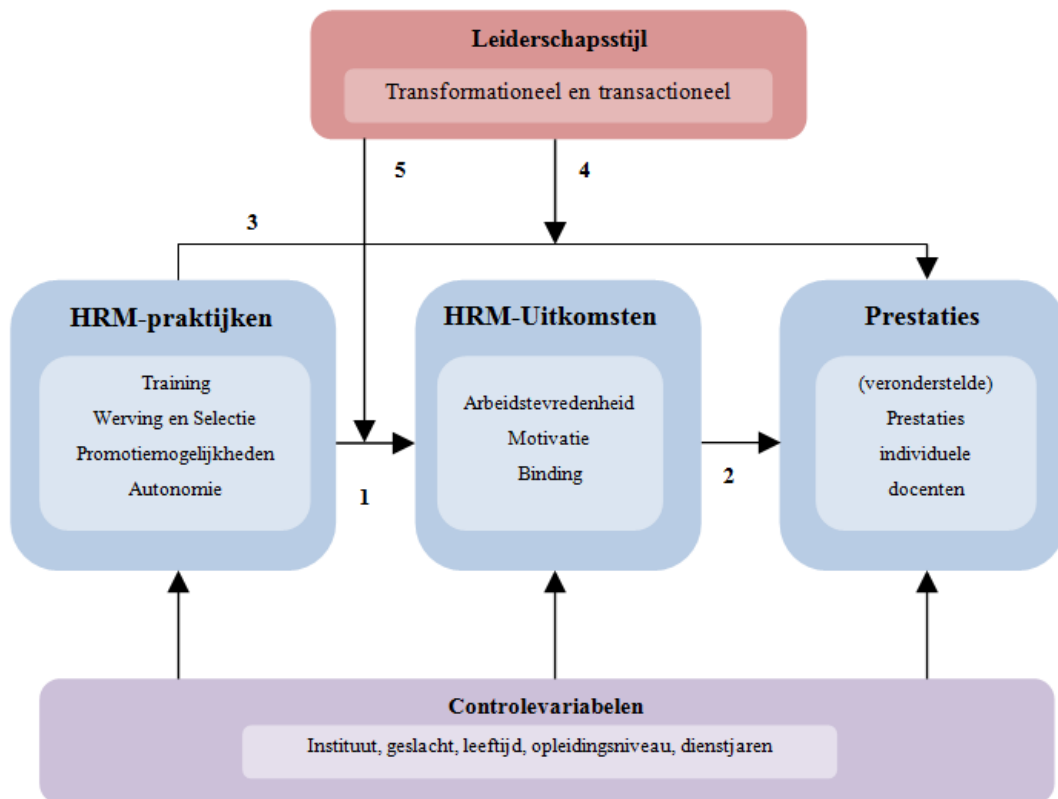 Leiderschapsstijl
Transformationeel en transactioneel
5
4
3
HRM-praktijken
Training
Werving en Selectie
Promotiemogelijkheden
Autonomie
1
HRM-Uitkomsten
Arbeidstevredenheid
Motivatie
Binding
2
Prestaties
(veronderstelde)
Prestaties
individuele
docenten
Controlevariabelen
Instituut, geslacht, leeftijd, opleidingsniveau, dienstjaren